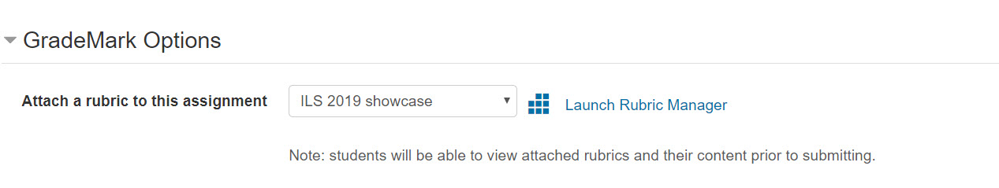 GradeMark Options
Attach a rubric to this assignment ILS 2019 showcase Launch Rubric Manager
Note: students will be able to view attached rubrics and their content prior to submitting.